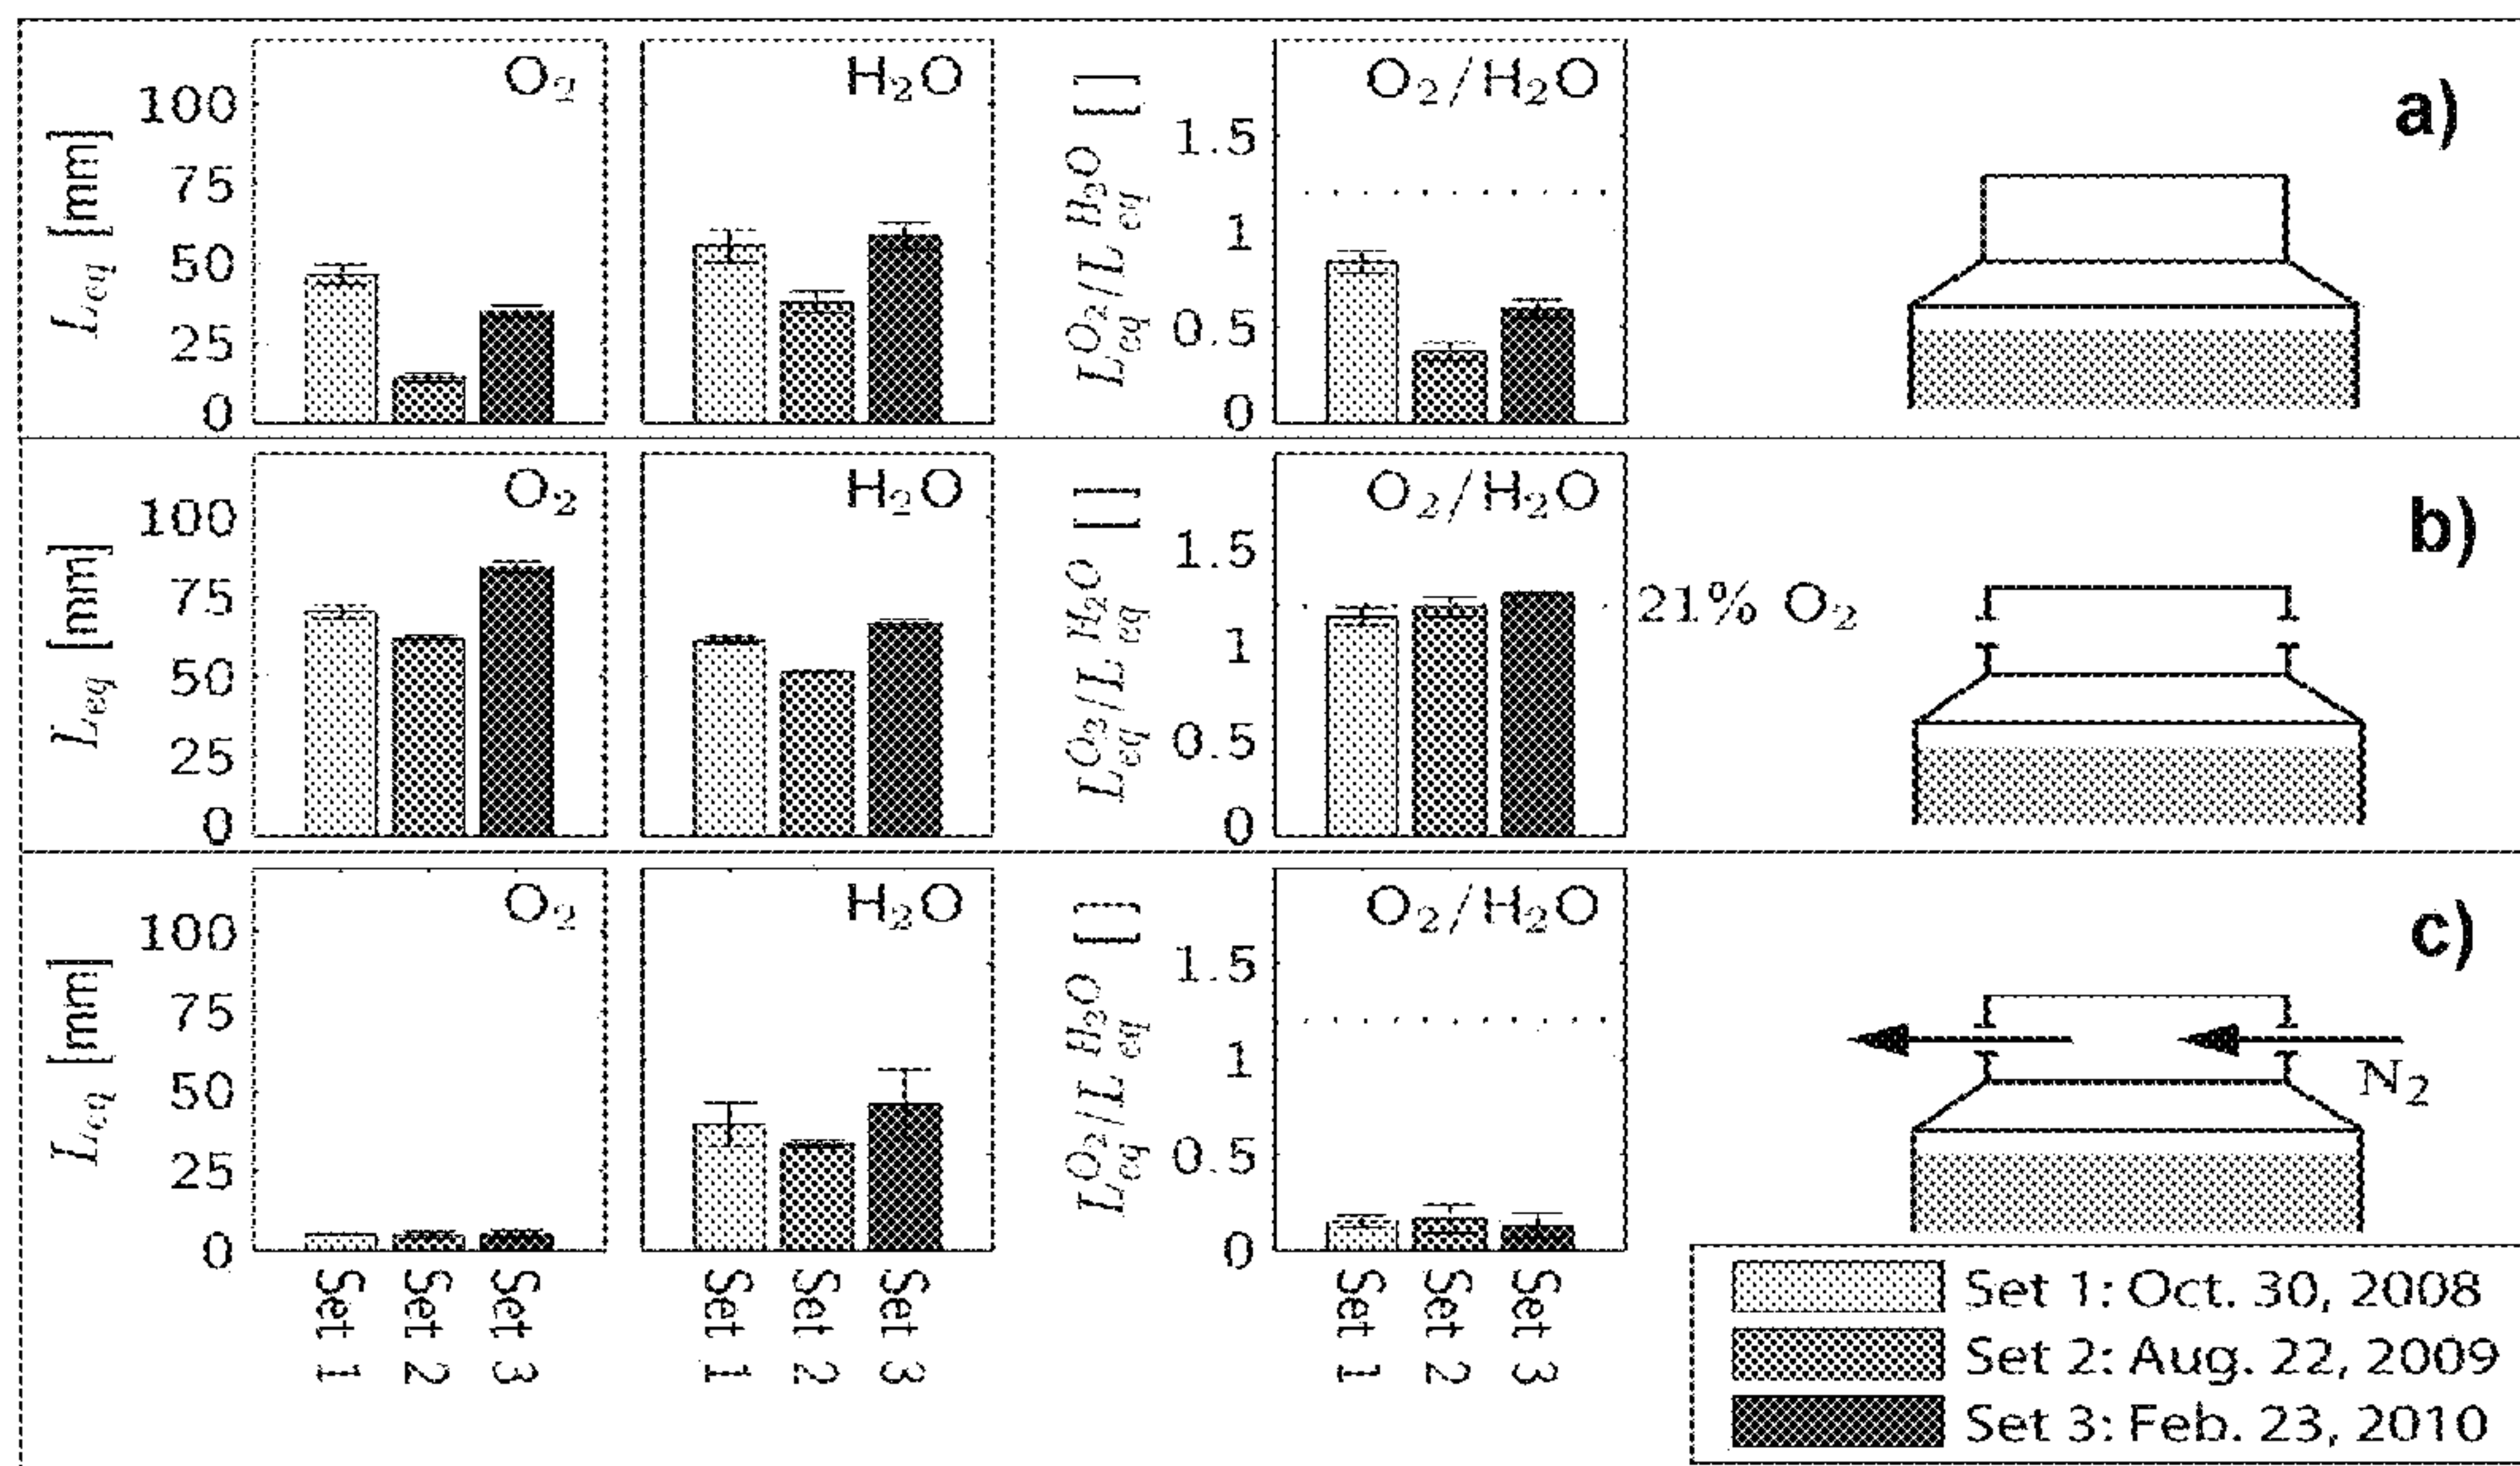 O₂
H₂O
O₂/H₂O
a)
L_eq [mm]
100
75
50
25
0
L_eq^O₂/L_eq^H₂O [ ]
1.5
1
0.5
0
O₂
H₂O
O₂/H₂O
b)
L_eq [mm]
100
75
50
25
0
L_eq^O₂/L_eq^H₂O [ ]
1.5
1
0.5
0
21% O₂
O₂
H₂O
O₂/H₂O
c)
L_eq [mm]
100
75
50
25
0
L_eq^O₂/L_eq^H₂O [ ]
1.5
1
0.5
0
N₂
Set 1
Set 2
Set 3
Set 1
Set 2
Set 3
Set 1
Set 2
Set 3
Set 1: Oct. 30, 2008
Set 2: Aug. 22, 2009
Set 3: Feb. 23, 2010